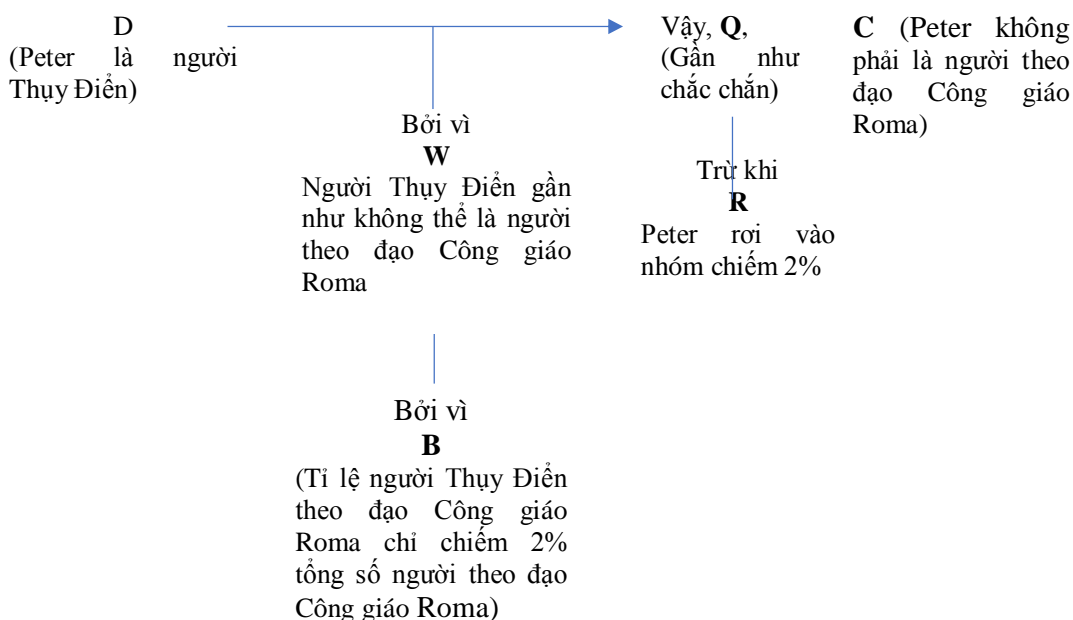 D
(Peter là người
Thụy Điển)
Vậy, Q,
(Gần như
chắc chắn)
C (Peter không
phải là người theo
đạo Công giáo
Roma)
Bởi vì
W
Người Thụy Điển gần
như không thể là người
theo đạo Công giáo
Roma
Trừ khi
R
Peter rơi vào
nhóm chiếm 2%
Bởi vì
B
(Tỉ lệ người Thụy Điển
theo đạo Công giáo
Roma chỉ chiếm 2%
tổng số người theo đạo
Công giáo Roma)